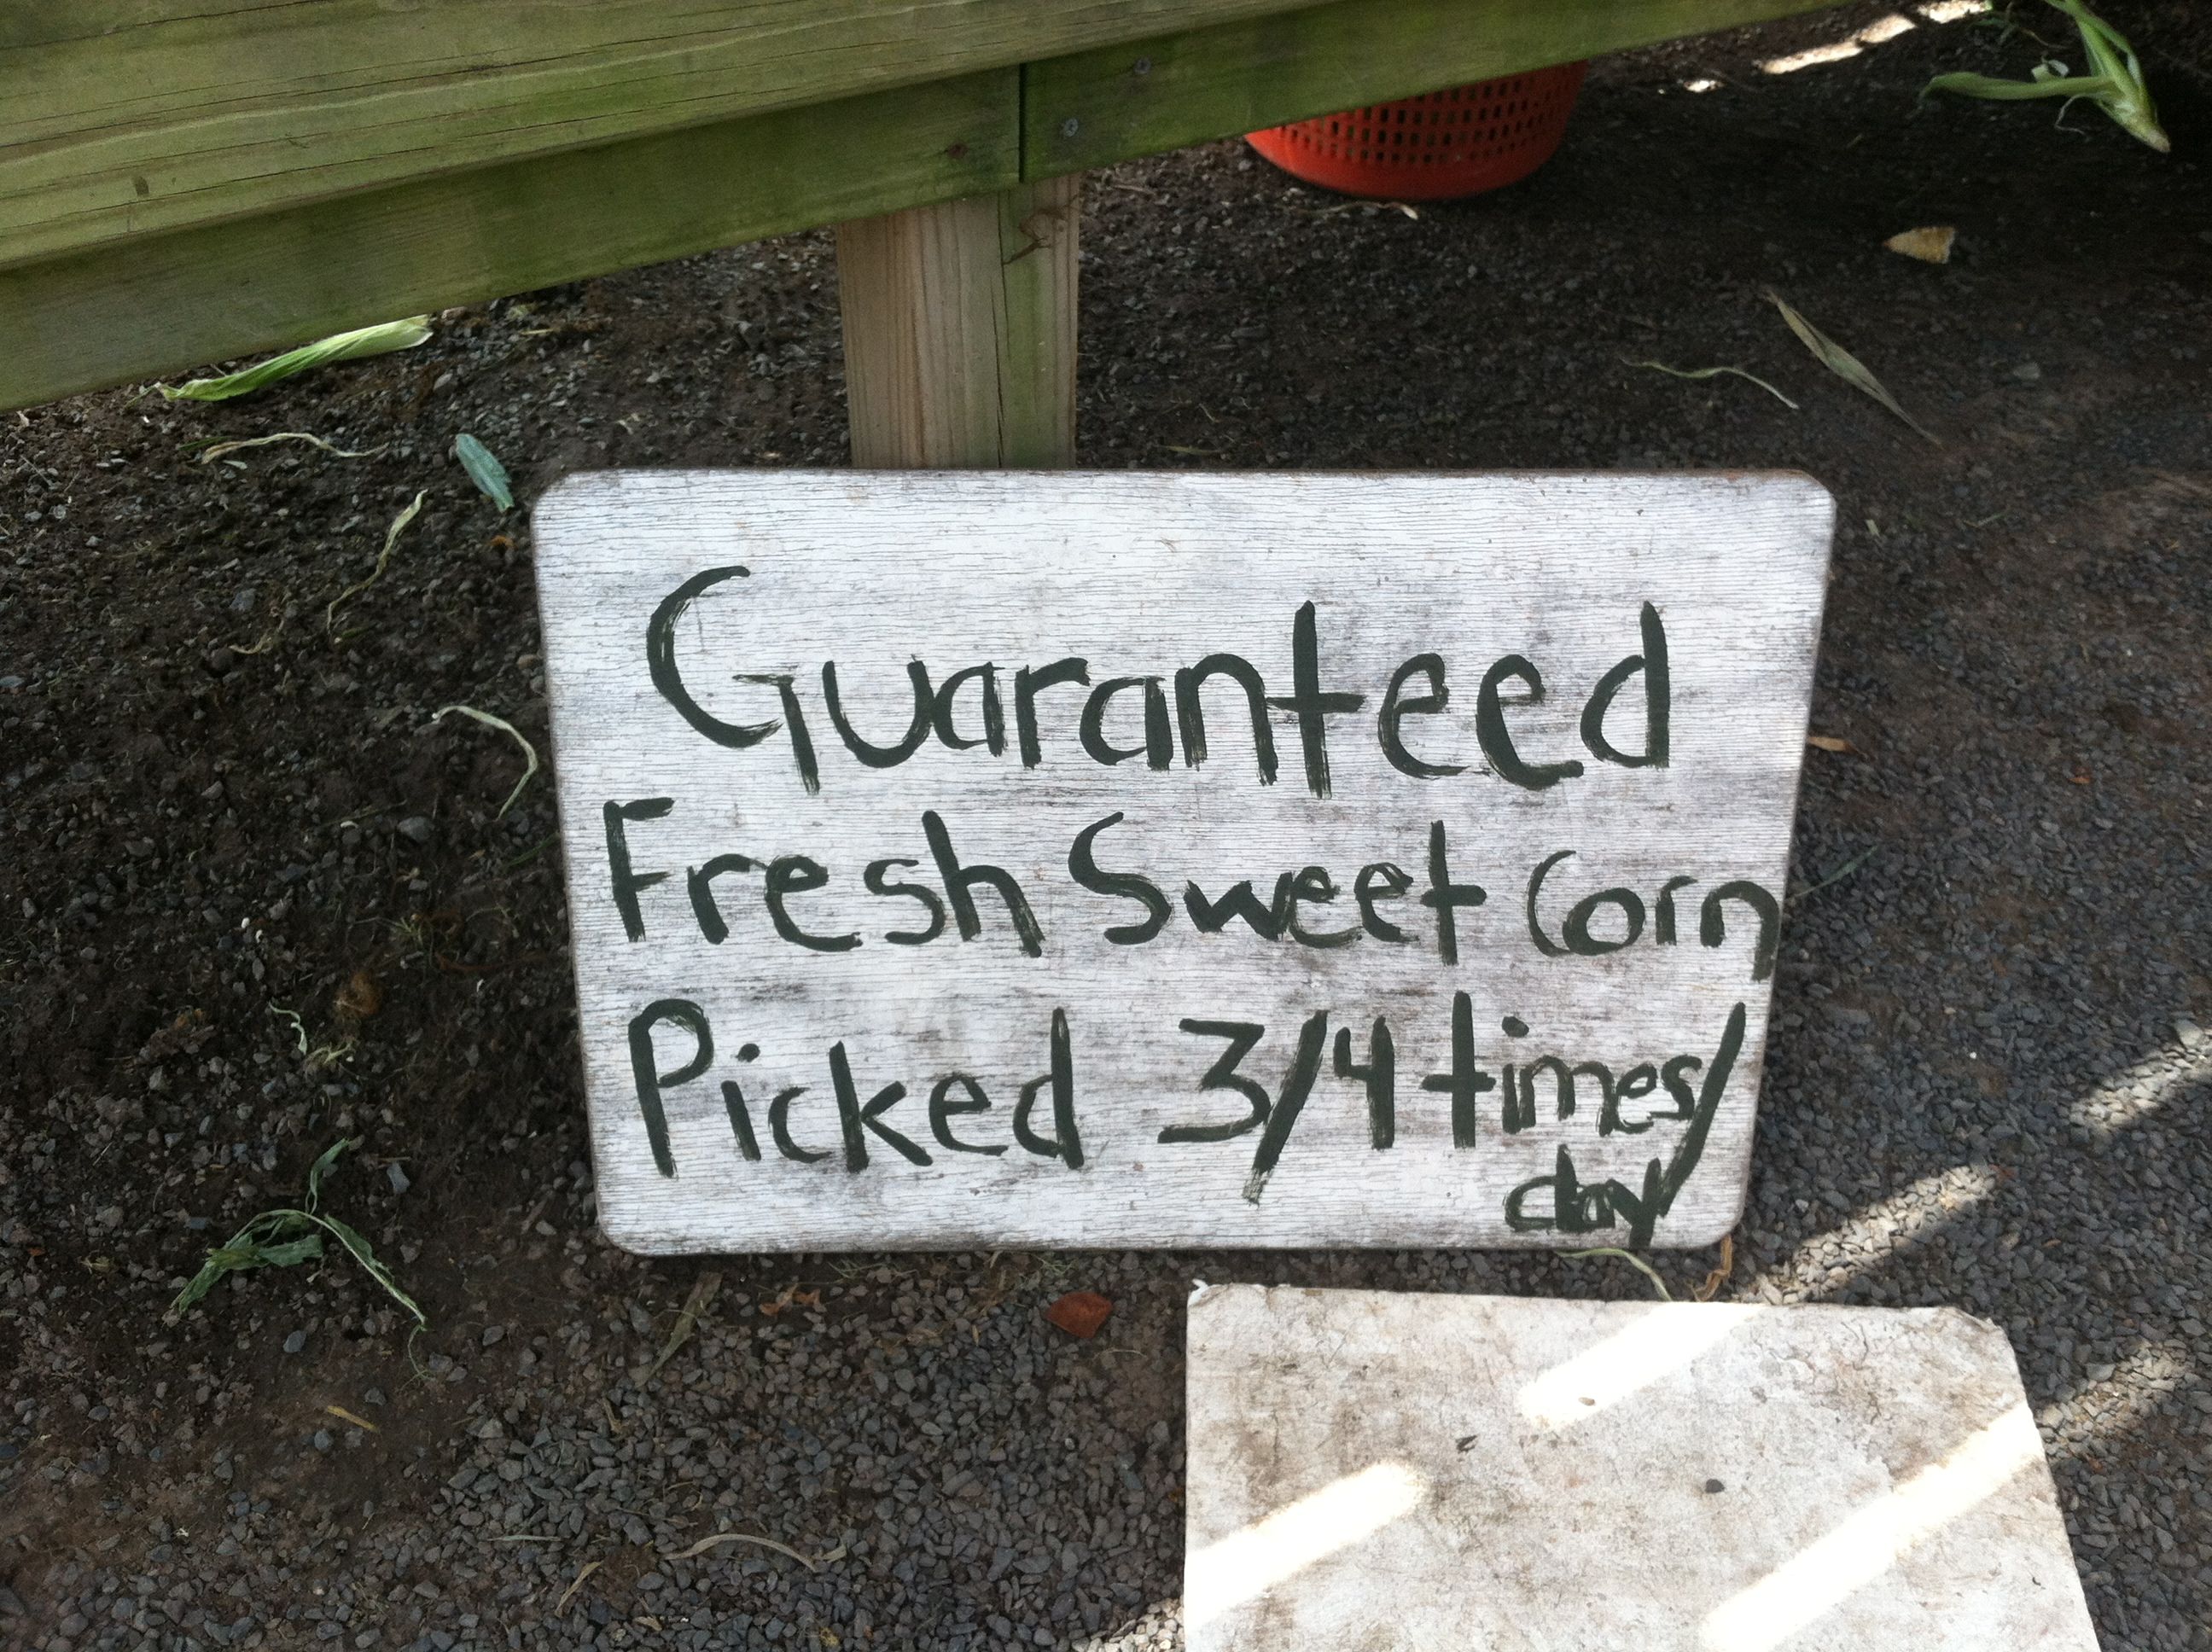 Guaranteed
Fresh Sweet Corn
Picked 3/4 times/
day